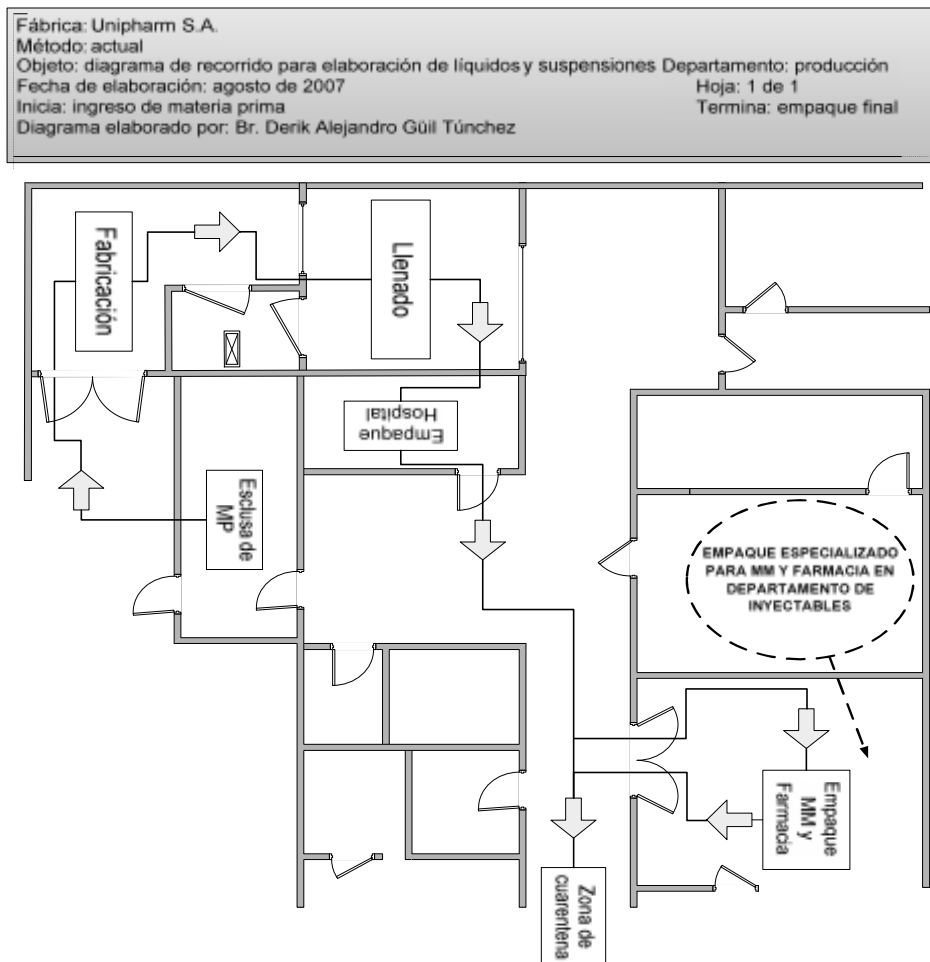 Fábrica: Unipharm S.A.
Método: actual
Objeto: diagrama de recorrido para elaboración de líquidos y suspensiones Departamento: producción
Fecha de elaboración: agosto de 2007 Hoja: 1 de 1
Inicia: ingreso de materia prima Termina: empaque final
Diagrama elaborado por: Br. Derik Alejandro Güil Túnchez
Fabricación
Llenado
Empaque
Hospital
Esclusa de
MP
EMPAQUE ESPECIALIZADO
PARA MM Y FARMACIA EN
DEPARTAMENTO DE
INYECTABLES
Empaque
MM y
Farmacia
Zona de
cuarentena